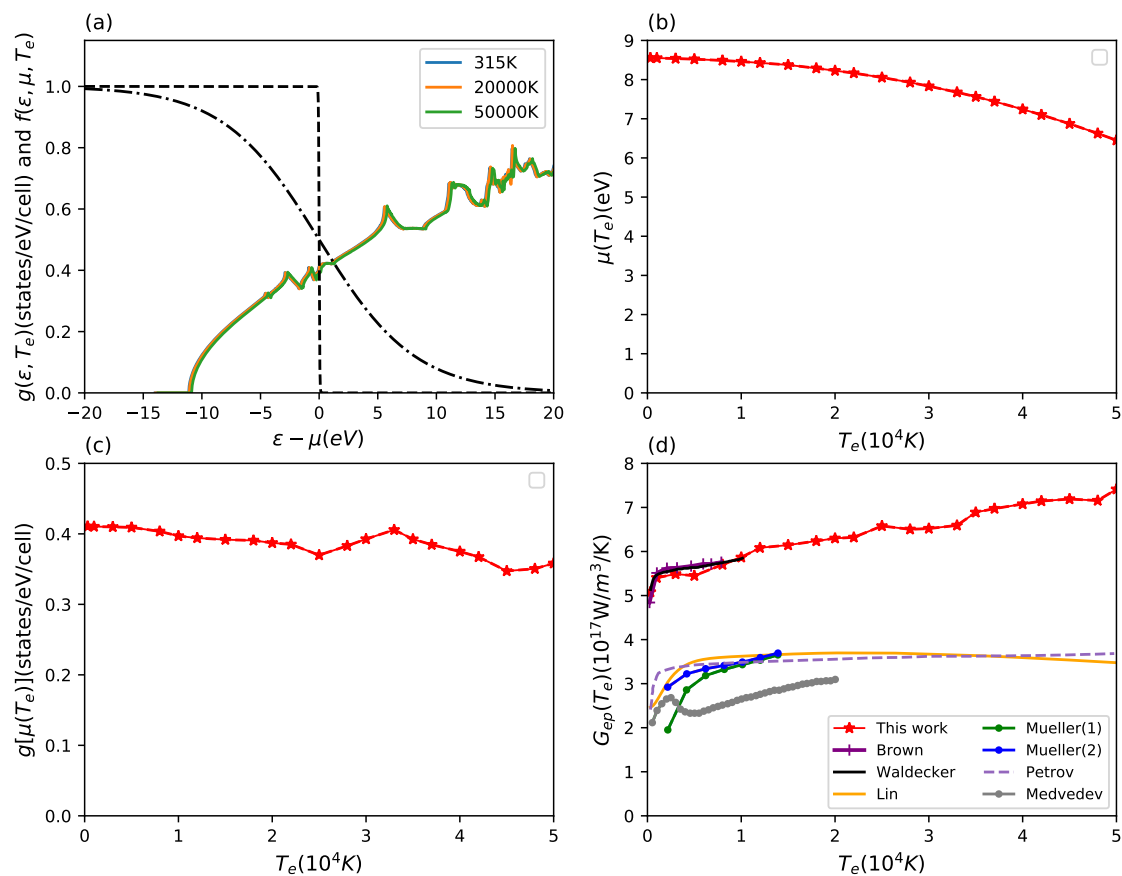 (a)
g(ε, Te)(states/eV/cell) and f(ε, μ, Te)
1.0
0.8
0.6
0.4
0.2
0.0
315K
20000K
50000K
−20 −15 −10 −5 0 5 10 15 20
ε − μ(eV)
(b)
μ(Te)(eV)
9
8
7
6
5
4
3
2
1
0
0 1 2 3 4 5
Te(10⁴K)
(c)
g[μ(Te)](states/eV/cell)
0.5
0.4
0.3
0.2
0.1
0.0
0 1 2 3 4 5
Te(10⁴K)
(d)
Gep(Te)(10¹⁷W/m³/K)
8
7
6
5
4
3
2
1
0
This work
Brown
Waldecker
Lin
Mueller(1)
Mueller(2)
Petrov
Medvedev
0 1 2 3 4 5
Te(10⁴K)